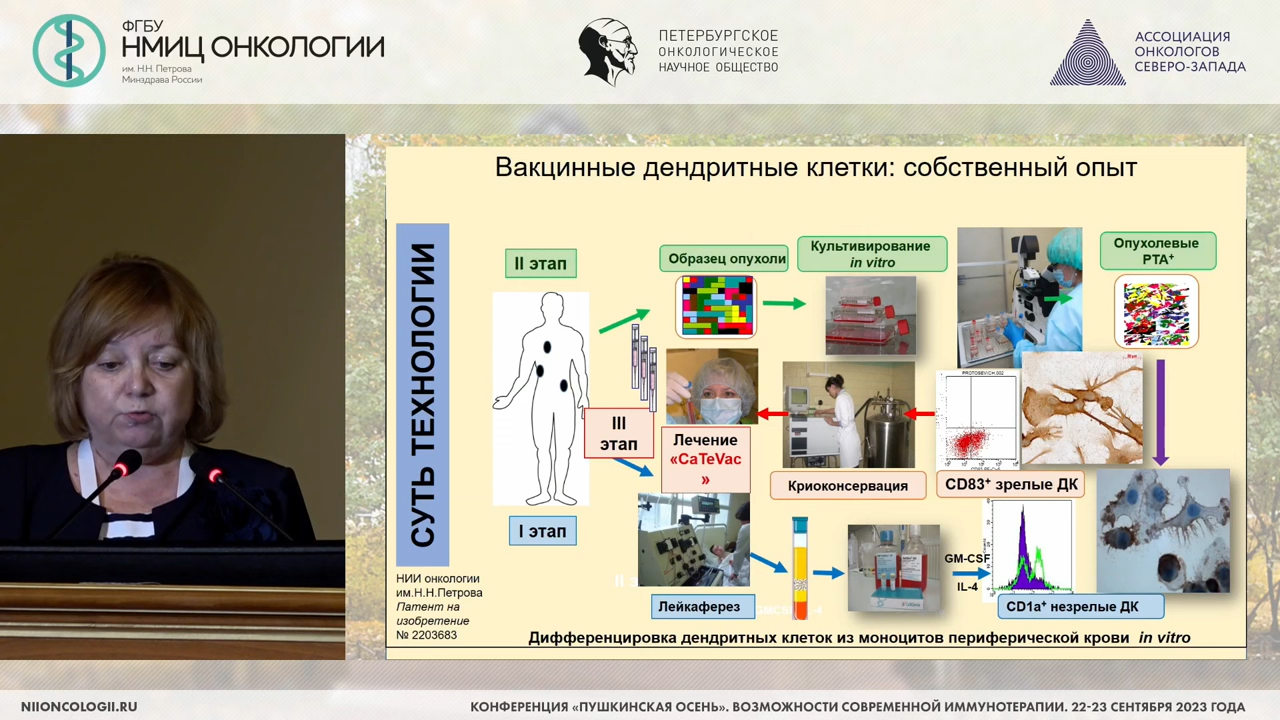 ФГБУ
НМИЦ ОНКОЛОГИИ
им. Н.Н. Петрова
Минздрава России
ПЕТЕРБУРГСКОЕ
ОНКОЛОГИЧЕСКОЕ
НАУЧНОЕ ОБЩЕСТВО
АССОЦИАЦИЯ
ОНКОЛОГОВ
СЕВЕРО-ЗАПАДА
Вакцинные дендритные клетки: собственный опыт
СУТЬ ТЕХНОЛОГИИ
II этап
Образец опухоли
Культивирование
in vitro
Опухолевые
РТА⁺
III
этап
Лечение
«CaTeVac
»
Криоконсервация
PROTOSEV-CH.002
CD83⁺ зрелые ДК
I этап
Лейкаферез
GM-CSF
IL-4
CD1a⁺ незрелые ДК
НИИ онкологии
им.Н.Н.Петрова
Патент на
изобретение
№ 2203683
Дифференцировка дендритных клеток из моноцитов периферической крови in vitro
NIIONCOLOGII.RU
КОНФЕРЕНЦИЯ «ПУШКИНСКАЯ ОСЕНЬ». ВОЗМОЖНОСТИ СОВРЕМЕННОЙ ИММУНОТЕРАПИИ. 22-23 СЕНТЯБРЯ 2023 ГОДА